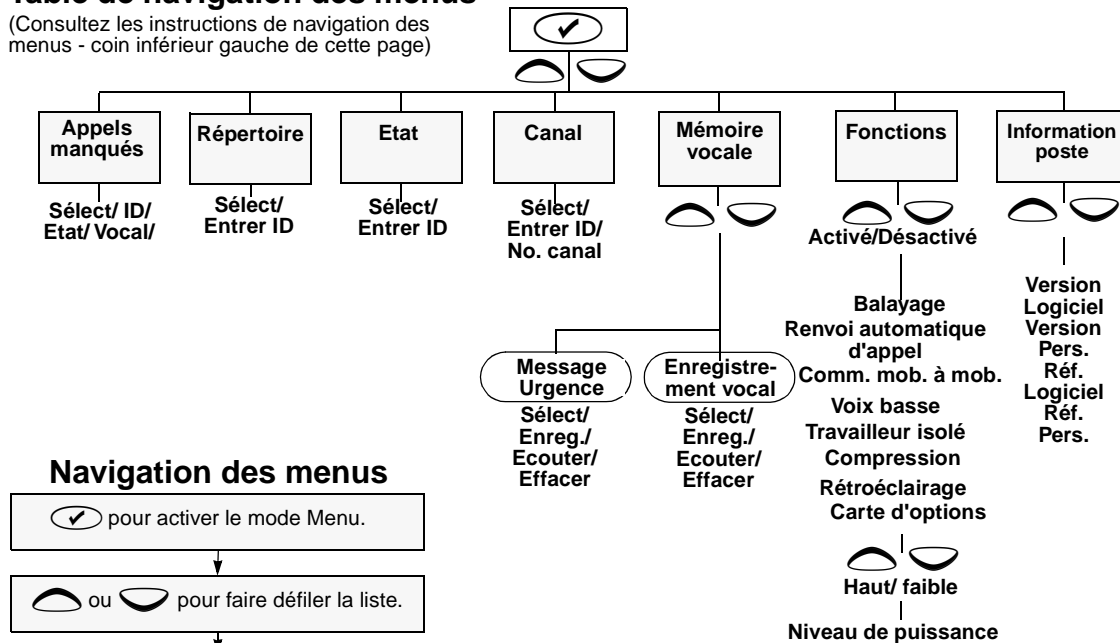 Table de navigation des menus
(Consultez les instructions de navigation des
menus - coin inférieur gauche de cette page)
Appels
manqués
Sélect/ ID/
Etat/ Vocal/
Répertoire
Sélect/
Entrer ID
Etat
Sélect/
Entrer ID
Canal
Sélect/
Entrer ID/
No. canal
Mémoire
vocale
Message
Urgence
Sélect/
Enreg./
Ecouter/
Effacer
Enregistre-
ment vocal
Sélect/
Enreg./
Ecouter/
Effacer
Fonctions
Activé/Désactivé
Balayage
Renvoi automatique
d'appel
Comm. mob. à mob.
Voix basse
Travailleur isolé
Compression
Rétroéclairage
Carte d'options
Haut/ faible
Niveau de puissance
Information
poste
Version
Logiciel
Version
Pers.
Réf.
Logiciel
Réf.
Pers.
Navigation des menus
pour activer le mode Menu.
ou pour faire défiler la liste.